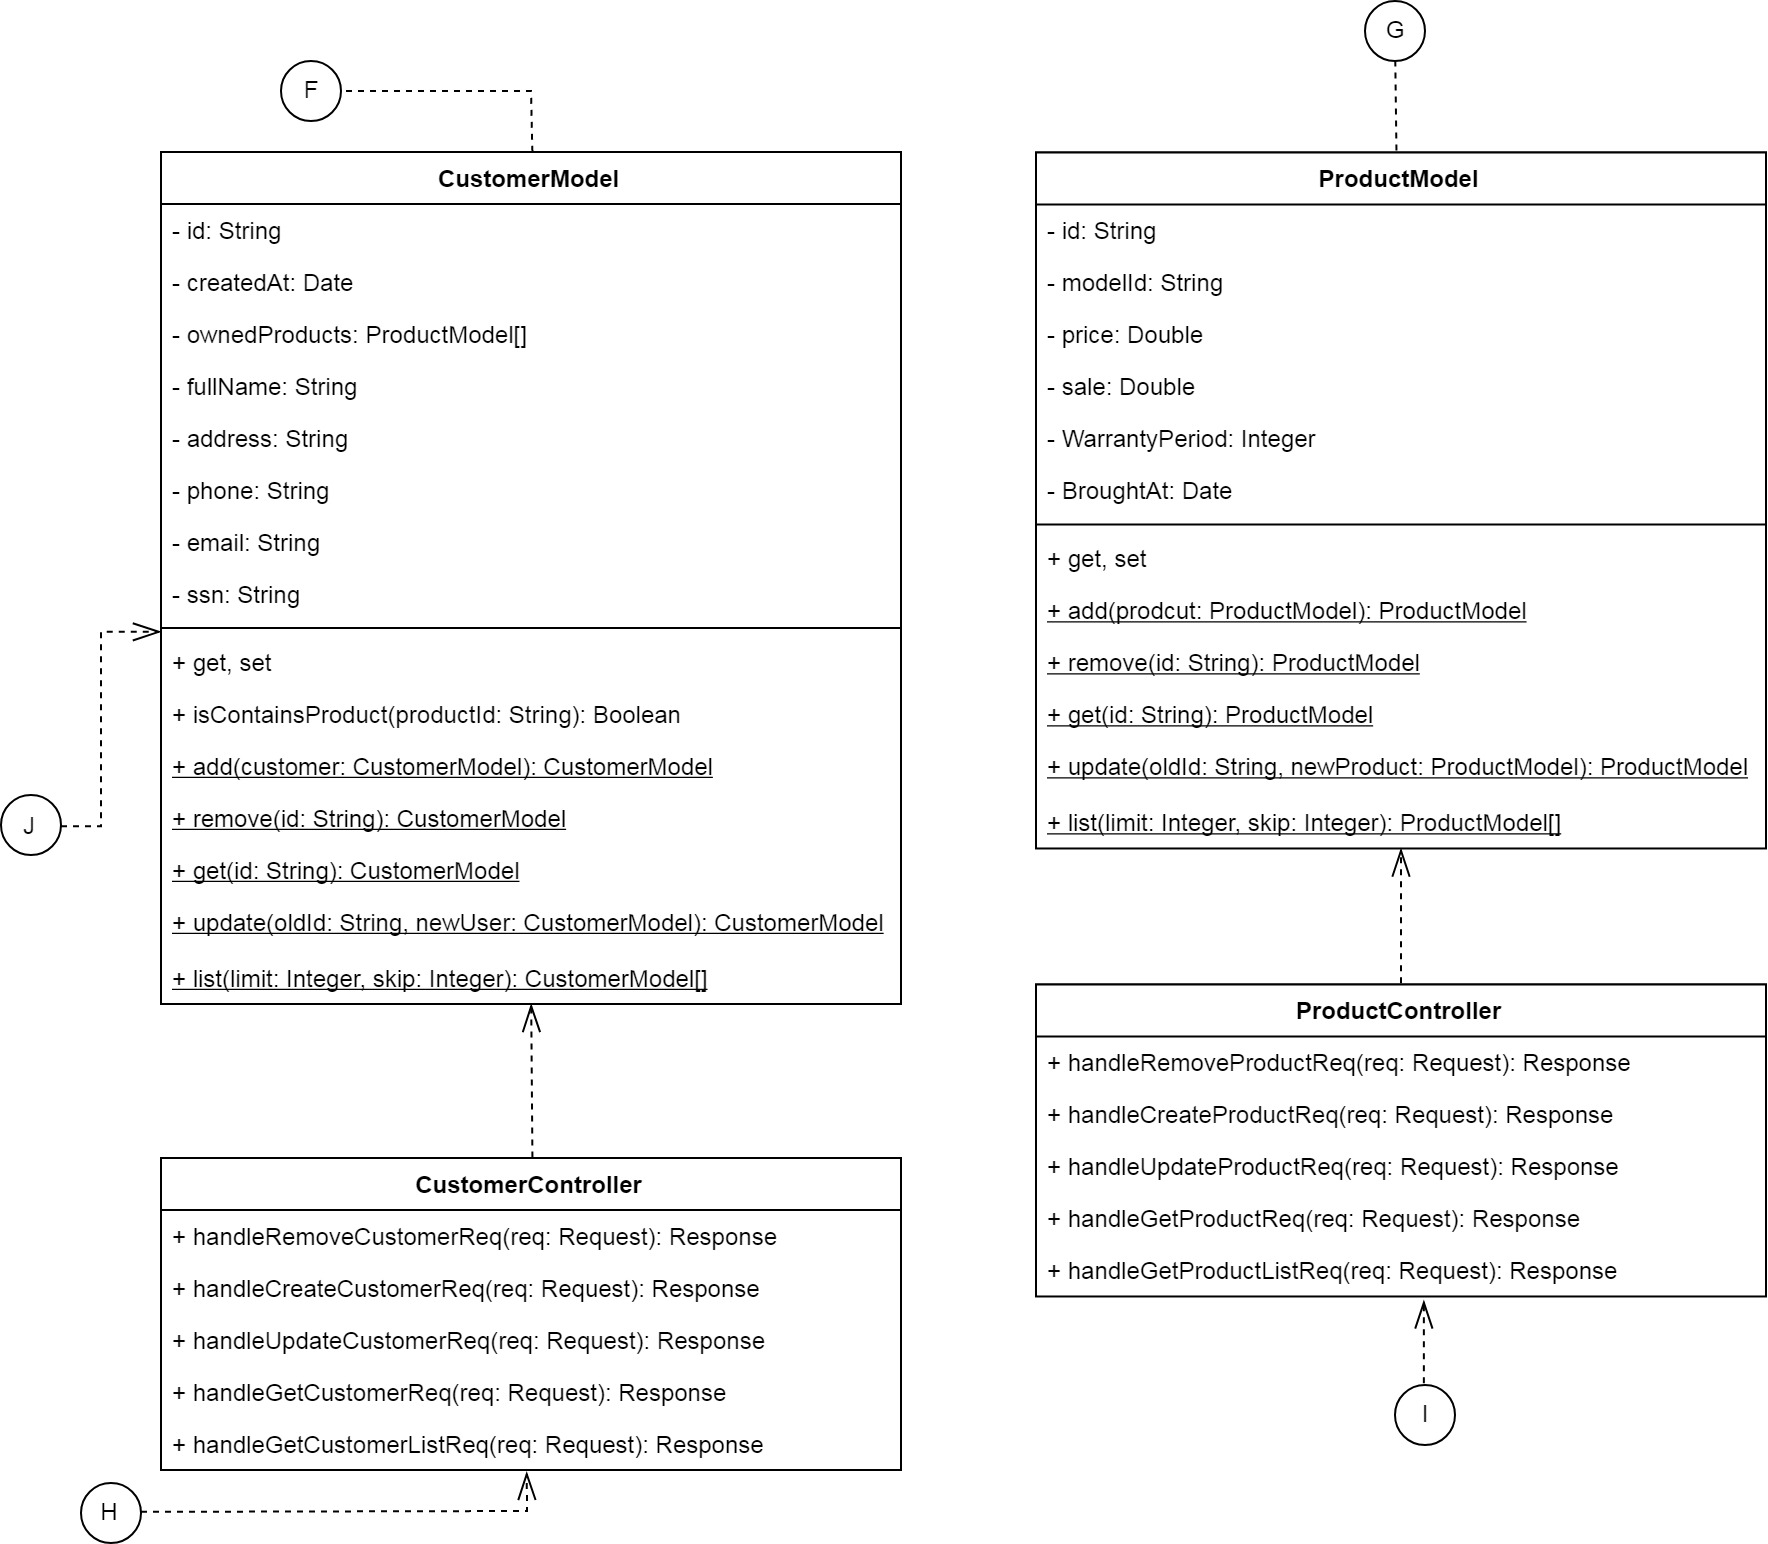 F
CustomerModel
- id: String
- createdAt: Date
- ownedProducts: ProductModel[]
- fullName: String
- address: String
- phone: String
- email: String
- ssn: String
+ get, set
+ isContainsProduct(productId: String): Boolean
+ add(customer: CustomerModel): CustomerModel
+ remove(id: String): CustomerModel
+ get(id: String): CustomerModel
+ update(oldId: String, newUser: CustomerModel): CustomerModel
+ list(limit: Integer, skip: Integer): CustomerModel[]
J
CustomerController
+ handleRemoveCustomerReq(req: Request): Response
+ handleCreateCustomerReq(req: Request): Response
+ handleUpdateCustomerReq(req: Request): Response
+ handleGetCustomerReq(req: Request): Response
+ handleGetCustomerListReq(req: Request): Response
H
G
ProductModel
- id: String
- modelId: String
- price: Double
- sale: Double
- WarrantyPeriod: Integer
- BroughtAt: Date
+ get, set
+ add(prodcut: ProductModel): ProductModel
+ remove(id: String): ProductModel
+ get(id: String): ProductModel
+ update(oldId: String, newProduct: ProductModel): ProductModel
+ list(limit: Integer, skip: Integer): ProductModel[]
ProductController
+ handleRemoveProductReq(req: Request): Response
+ handleCreateProductReq(req: Request): Response
+ handleUpdateProductReq(req: Request): Response
+ handleGetProductReq(req: Request): Response
+ handleGetProductListReq(req: Request): Response
I